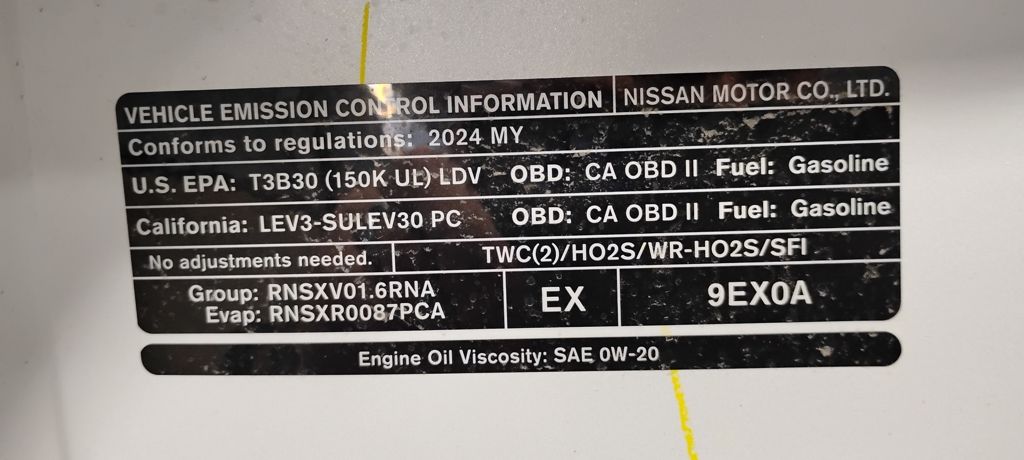 VEHICLE EMISSION CONTROL INFORMATION NISSAN MOTOR CO., LTD.
Conforms to regulations: 2024 MY
U.S. EPA: T3B30 (150K UL) LDV OBD: CA OBD II Fuel: Gasoline
California: LEV3-SULEV30 PC OBD: CA OBD II Fuel: Gasoline
No adjustments needed. TWC(2)/HO2S/WR-HO2S/SFI
Group: RNSXV01.6RNA
Evap: RNSXR0087PCA
EX
9EX0A
Engine Oil Viscosity: SAE 0W-20